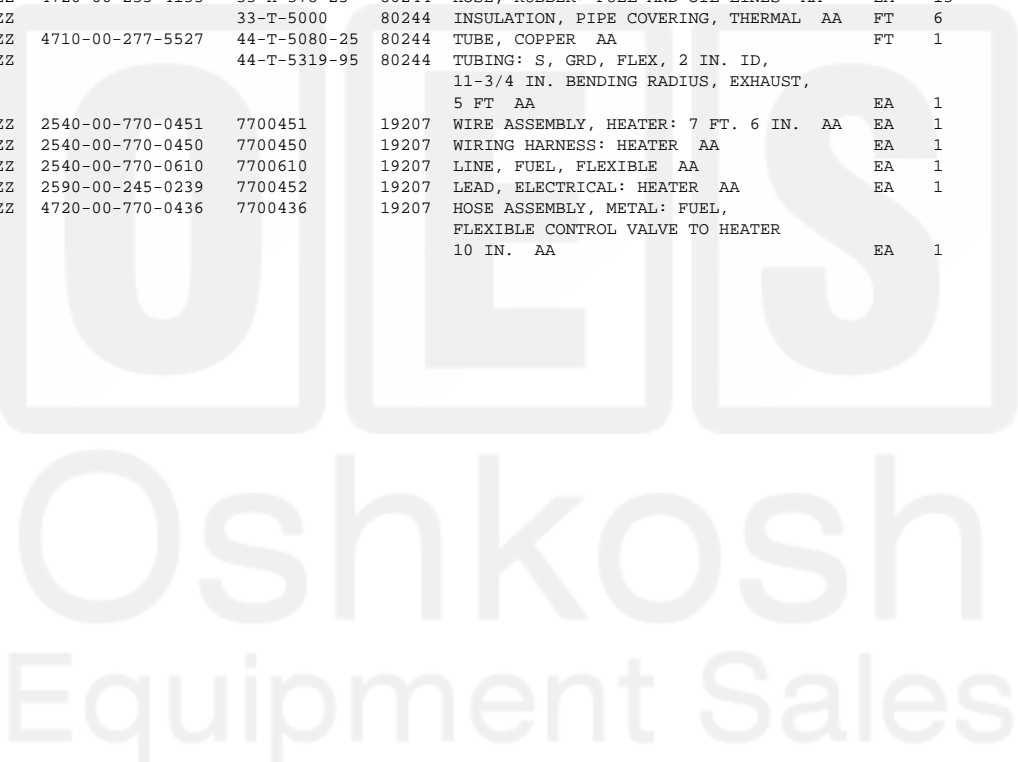 ZZ 33-T-5000 80244 INSULATION, PIPE COVERING, THERMAL AA FT 6
ZZ 4710-00-277-5527 44-T-5080-25 80244 TUBE, COPPER AA FT 1
ZZ 44-T-5319-95 80244 TUBING: S, GRD, FLEX, 2 IN. ID,
11-3/4 IN. BENDING RADIUS, EXHAUST,
5 FT AA EA 1
ZZ 2540-00-770-0451 7700451 19207 WIRE ASSEMBLY, HEATER: 7 FT. 6 IN. AA EA 1
ZZ 2540-00-770-0450 7700450 19207 WIRING HARNESS: HEATER AA EA 1
ZZ 2540-00-770-0610 7700610 19207 LINE, FUEL, FLEXIBLE AA EA 1
ZZ 2590-00-245-0239 7700452 19207 LEAD, ELECTRICAL: HEATER AA EA 1
ZZ 4720-00-770-0436 7700436 19207 HOSE ASSEMBLY, METAL: FUEL,
FLEXIBLE CONTROL VALVE TO HEATER
10 IN. AA EA 1
OES
Oshkosh
Equipment Sales